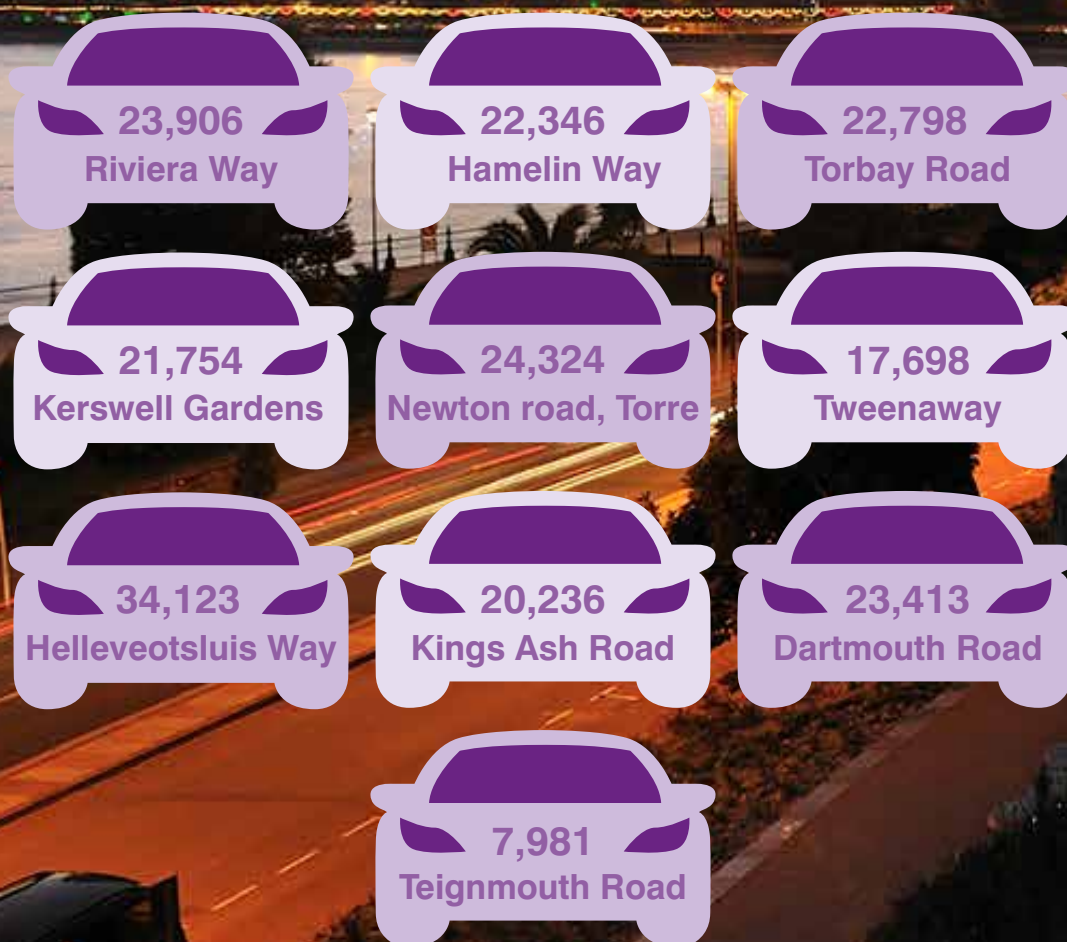 23,906
Riviera Way
22,346
Hamelin Way
22,798
Torbay Road
21,754
Kerswell Gardens
24,324
Newton road, Torre
17,698
Tweenaway
34,123
Helleveotsluis Way
20,236
Kings Ash Road
23,413
Dartmouth Road
7,981
Teignmouth Road